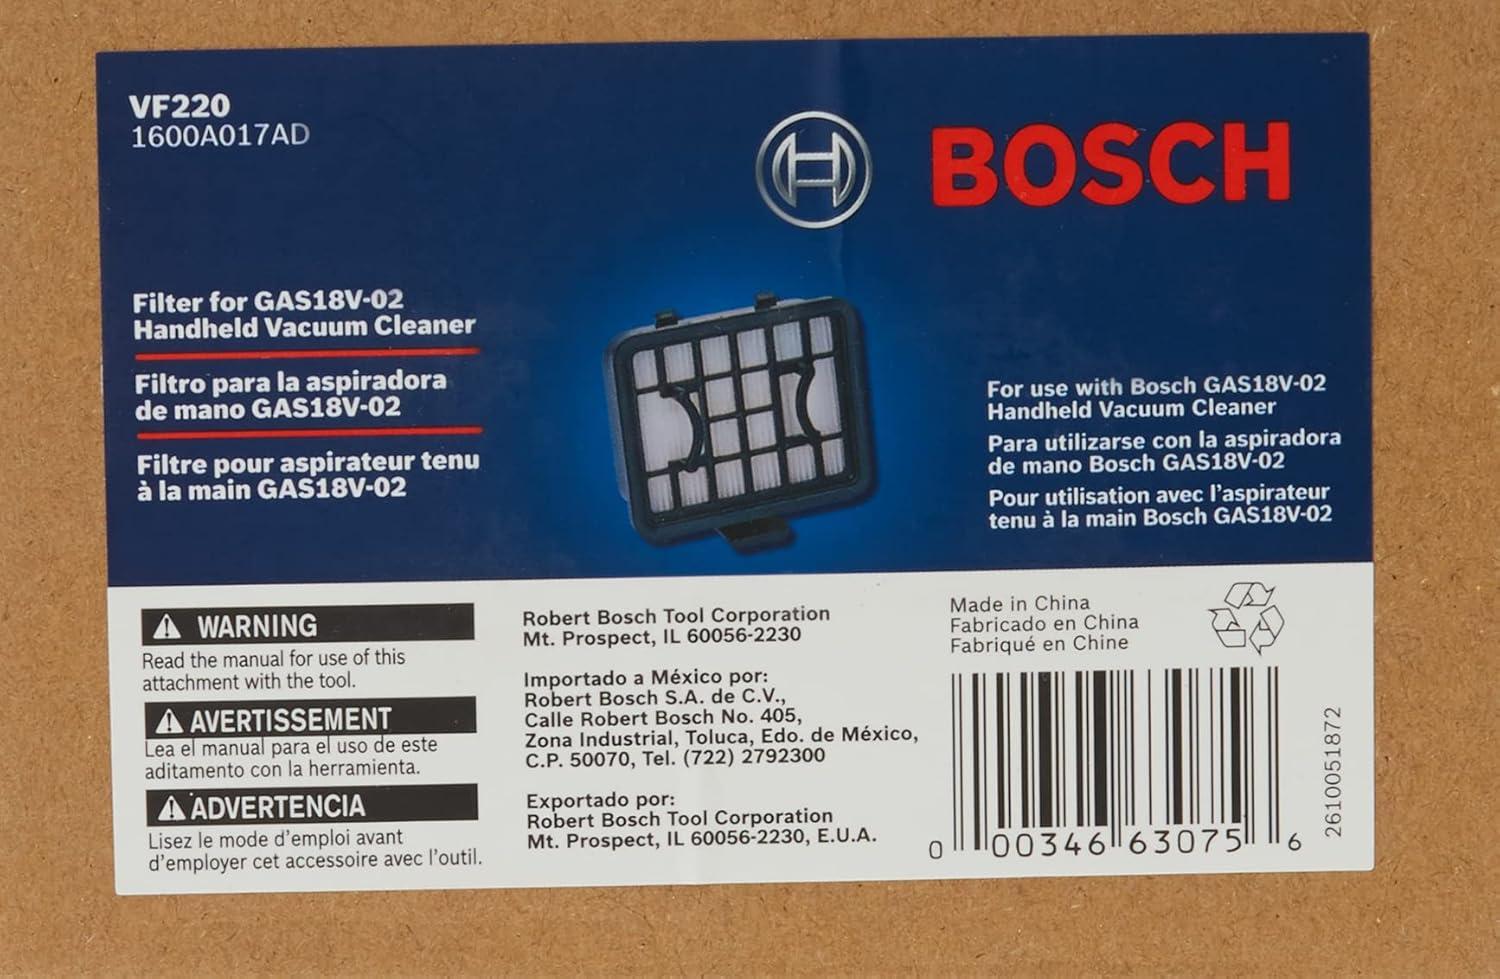 VF220
1600A017AD
BOSCH
Filter for GAS18V-02
Handheld Vacuum Cleaner
Filtro para la aspiradora
de mano GAS18V-02
Filtre pour aspirateur tenu
à la main GAS18V-02
For use with Bosch GAS18V-02
Handheld Vacuum Cleaner
Para utilizarse con la aspiradora
de mano Bosch GAS18V-02
Pour utilisation avec l'aspirateur
tenu à la main Bosch GAS18V-02
WARNING
Read the manual for use of this
attachment with the tool.
AVERTISSEMENT
Lea el manual para el uso de este
aditamento con la herramienta.
ADVERTENCIA
Lisez le mode d'emploi avant
d'employer cet accessoire avec l'outil.
Robert Bosch Tool Corporation
Mt. Prospect, IL 60056-2230
Importado a México por:
Robert Bosch S.A. de C.V.,
Calle Robert Bosch No. 405,
Zona Industrial, Toluca, Edo. de México,
C.P. 50070, Tel. (722) 2792300
Exportado por:
Robert Bosch Tool Corporation
Mt. Prospect, IL 60056-2230, E.U.A.
Made in China
Fabricado en China
Fabriqué en Chine
0 00346 63075 6
2610051872